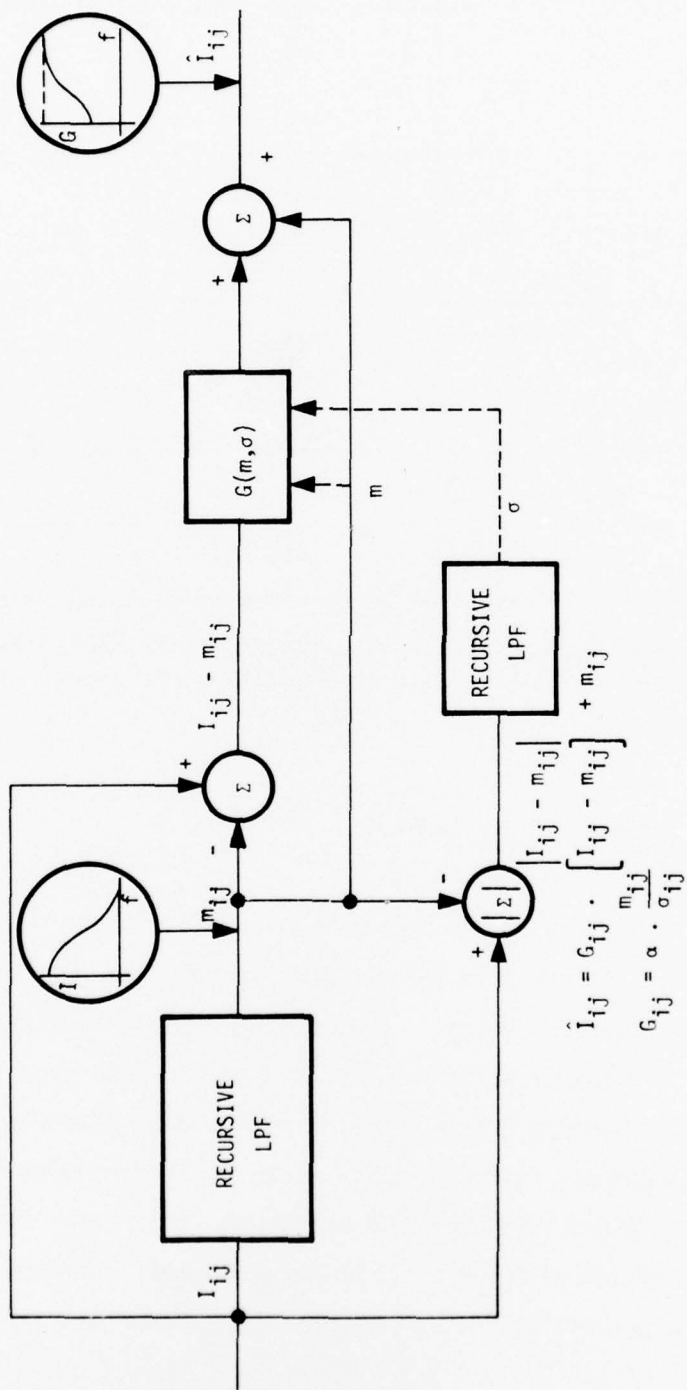 I
f
G
f
I_ij
RECURSIVE
LPF
m_ij
+
-
Σ
I_ij - m_ij
G(m,σ)
+
Σ
+
Î_ij
m
σ
+
-
|Σ|
|I_ij - m_ij|
RECURSIVE
LPF
Î_ij = G_ij · [I_ij - m_ij] + m_ij
G_ij = α · m_ij / σ_ij